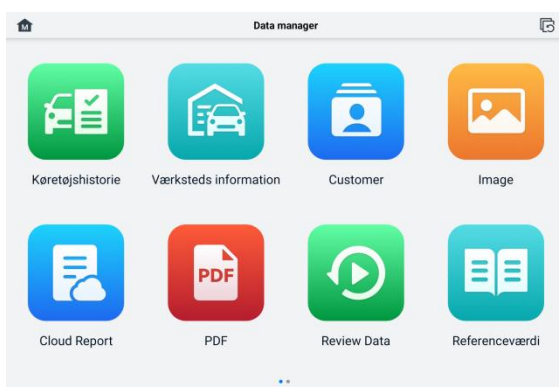 M
Data manager
Køretøjshistorie
Værksteds information
Customer
Image
PDF
Cloud Report
PDF
Review Data
Referenceværdi